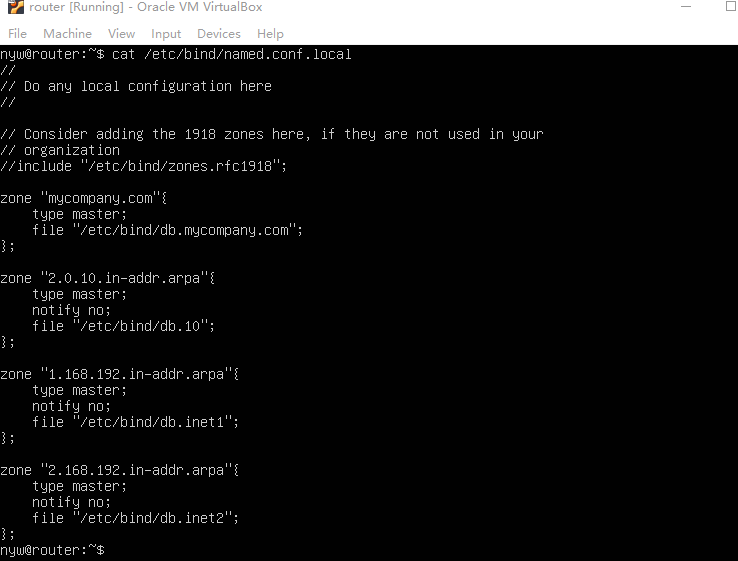 router [Running] - Oracle VM VirtualBox
File Machine View Input Devices Help
nyw@router:~$ cat /etc/bind/named.conf.local
//
// Do any local configuration here
//
// Consider adding the 1918 zones here, if they are not used in your
// organization
//include "/etc/bind/zones.rfc1918";
zone "mycompany.com"{
    type master;
    file "/etc/bind/db.mycompany.com";
};
zone "2.0.10.in-addr.arpa"{
    type master;
    notify no;
    file "/etc/bind/db.10";
};
zone "1.168.192.in-addr.arpa"{
    type master;
    notify no;
    file "/etc/bind/db.inet1";
};
zone "2.168.192.in-addr.arpa"{
    type master;
    notify no;
    file "/etc/bind/db.inet2";
};
nyw@router:~$